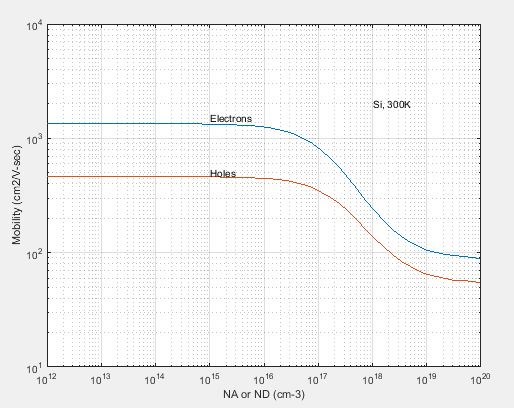 10^4
Si, 300K
Electrons
10^3
Holes
Mobility (cm2/V-sec)
10^2
10^1
10^12 10^13 10^14 10^15 10^16 10^17 10^18 10^19 10^20
NA or ND (cm-3)